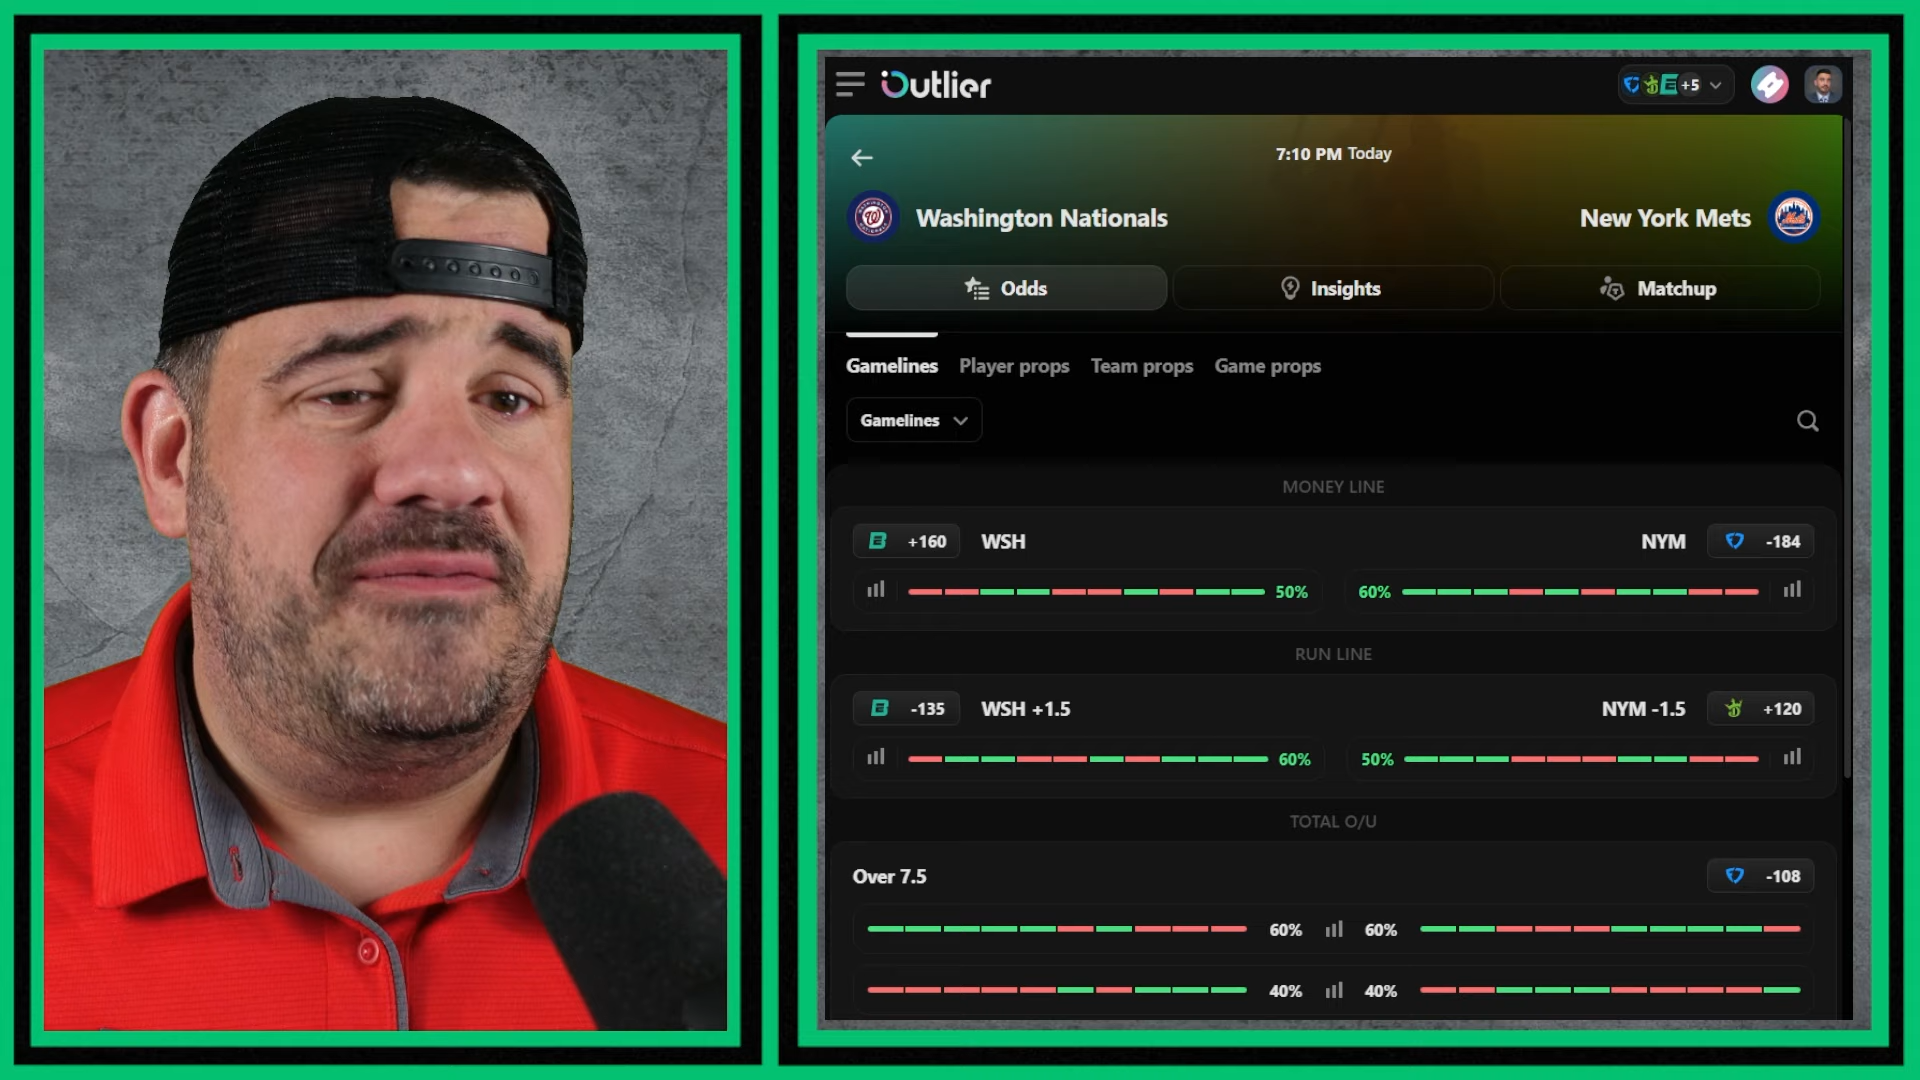 Outlier
+5
7:10 PM Today
Washington Nationals
New York Mets
Odds
Insights
Matchup
Gamelines
Player props
Team props
Game props
Gamelines
MONEY LINE
+160 WSH
NYM -184
50%
60%
RUN LINE
-135 WSH +1.5
NYM -1.5 +120
60%
50%
TOTAL O/U
Over 7.5
-108
60%
60%
40%
40%